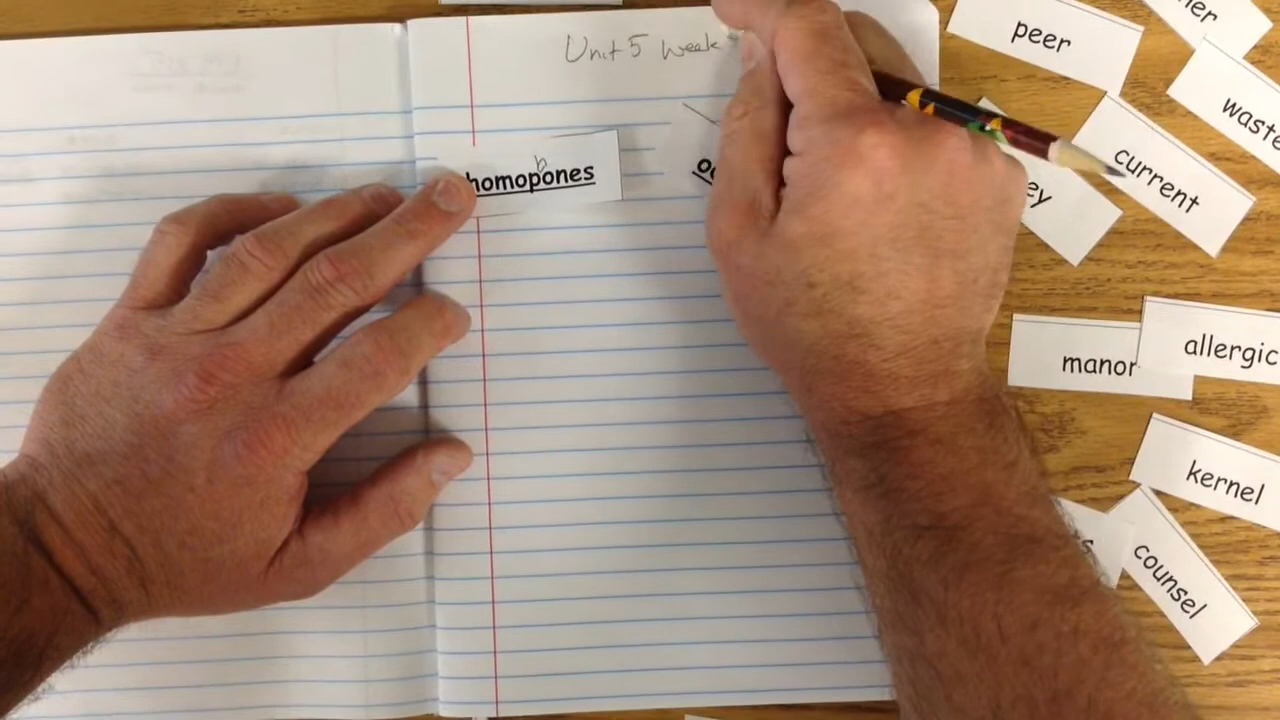 Unit 5 Week
homopones
h
peer
waste
current
manor
allergic
kernel
counsel